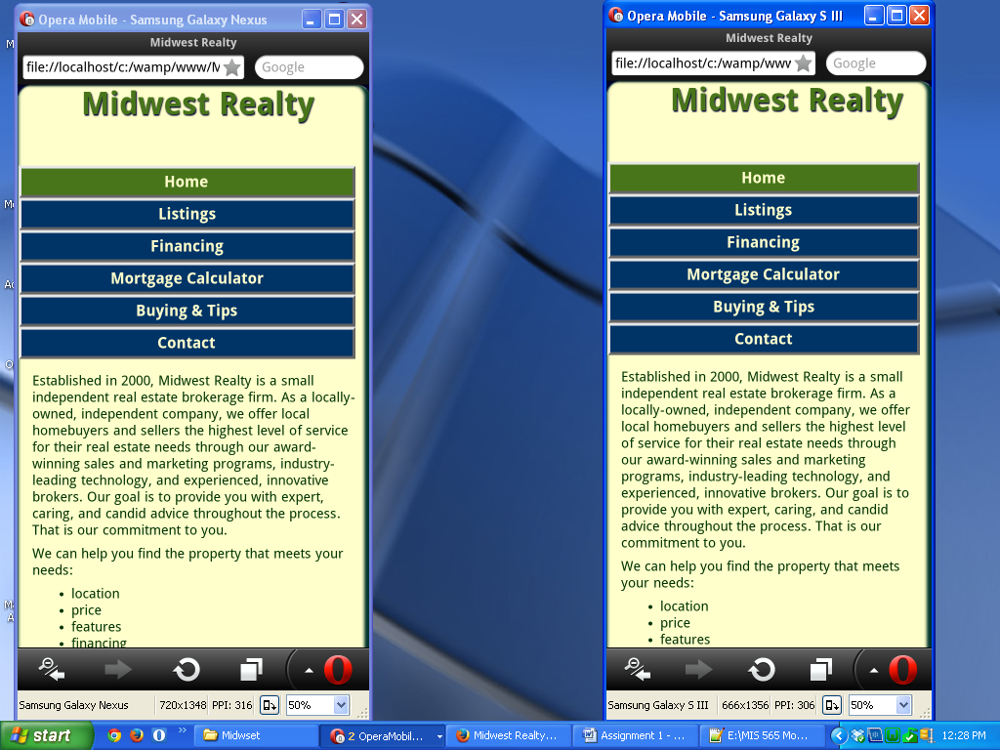 Opera Mobile - Samsung Galaxy Nexus
Midwest Realty
file://localhost/c:/wamp/www/M
Google
Midwest Realty
Home
Listings
Financing
Mortgage Calculator
Buying & Tips
Contact
Established in 2000, Midwest Realty is a small
independent real estate brokerage firm. As a locally-
owned, independent company, we offer local
homebuyers and sellers the highest level of service
for their real estate needs through our award-
winning sales and marketing programs, industry-
leading technology, and experienced, innovative
brokers. Our goal is to provide you with expert,
caring, and candid advice throughout the process.
That is our commitment to you.
We can help you find the property that meets your
needs:
• location
• price
• features
• financing
Samsung Galaxy Nexus 720x1348 PPI: 316 50%
Opera Mobile - Samsung Galaxy S III
Midwest Realty
file://localhost/c:/wamp/www
Google
Midwest Realty
Home
Listings
Financing
Mortgage Calculator
Buying & Tips
Contact
Established in 2000, Midwest Realty is a small
independent real estate brokerage firm. As a
locally-owned, independent company, we offer
local homebuyers and sellers the highest level
of service for their real estate needs through
our award-winning sales and marketing
programs, industry-leading technology, and
experienced, innovative brokers. Our goal is to
provide you with expert, caring, and candid
advice throughout the process. That is our
commitment to you.
We can help you find the property that meets
your needs:
• location
• price
• features
Samsung Galaxy S III 666x1356 PPI: 306 50%
start
Midwset
2 OperaMobil...
Midwest Realty...
Assignment 1 - ...
E:\MIS 565 Mo...
12:28 PM